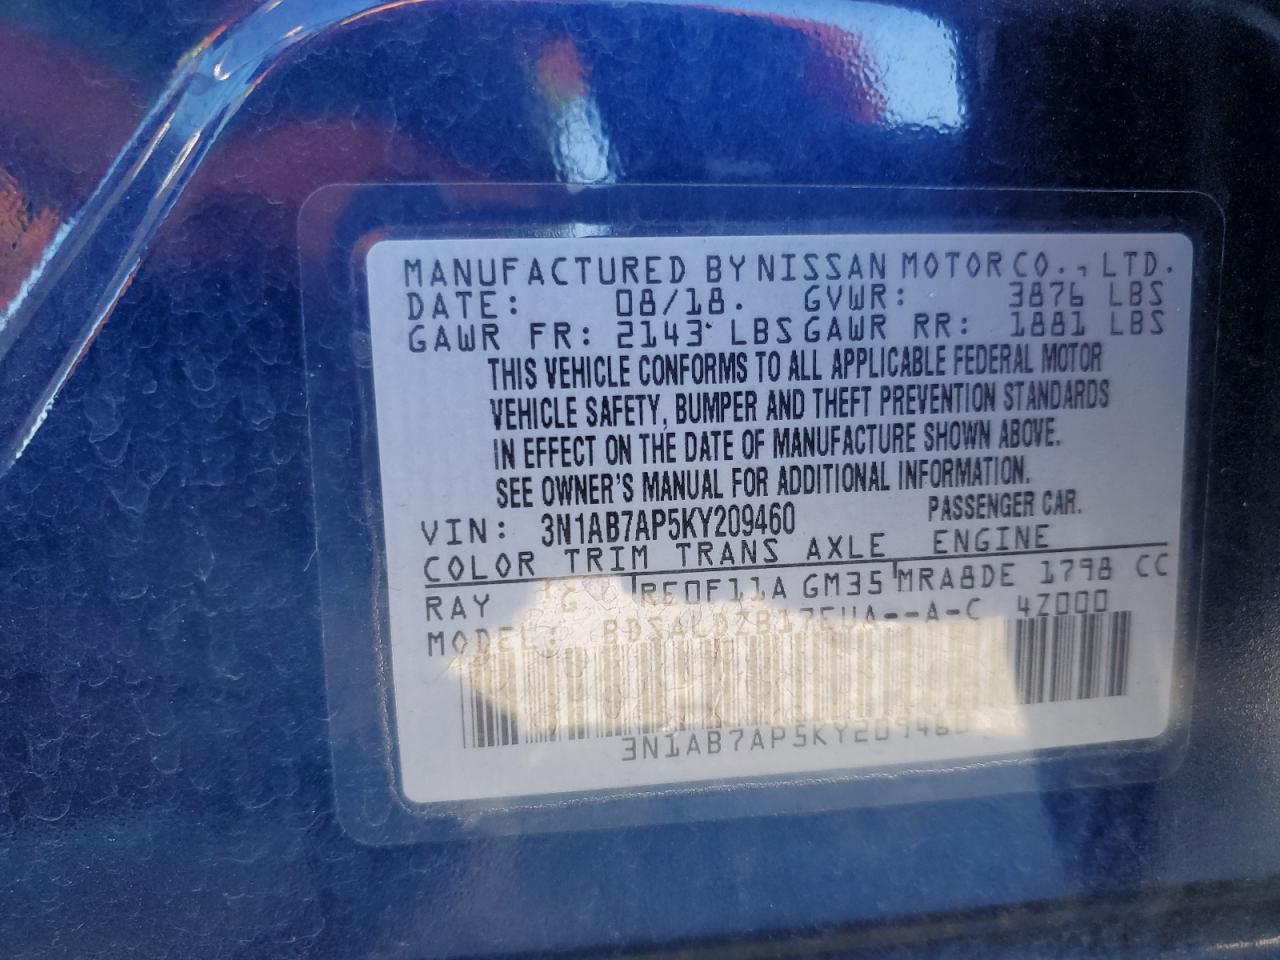 MANUFACTURED BY NISSAN MOTOR CO., LTD.
DATE: 08/18. GVWR: 3876 LBS
GAWR FR: 2143 LBS GAWR RR: 1881 LBS
THIS VEHICLE CONFORMS TO ALL APPLICABLE FEDERAL MOTOR
VEHICLE SAFETY, BUMPER AND THEFT PREVENTION STANDARDS
IN EFFECT ON THE DATE OF MANUFACTURE SHOWN ABOVE.
SEE OWNER'S MANUAL FOR ADDITIONAL INFORMATION.
VIN: 3N1AB7AP5KY209460 PASSENGER CAR.
COLOR TRIM TRANS AXLE ENGINE
RAY G RE0F11A GM35 MRA8DE 1798 CC
MODEL: 4Z000
3N1AB7AP5KY209460